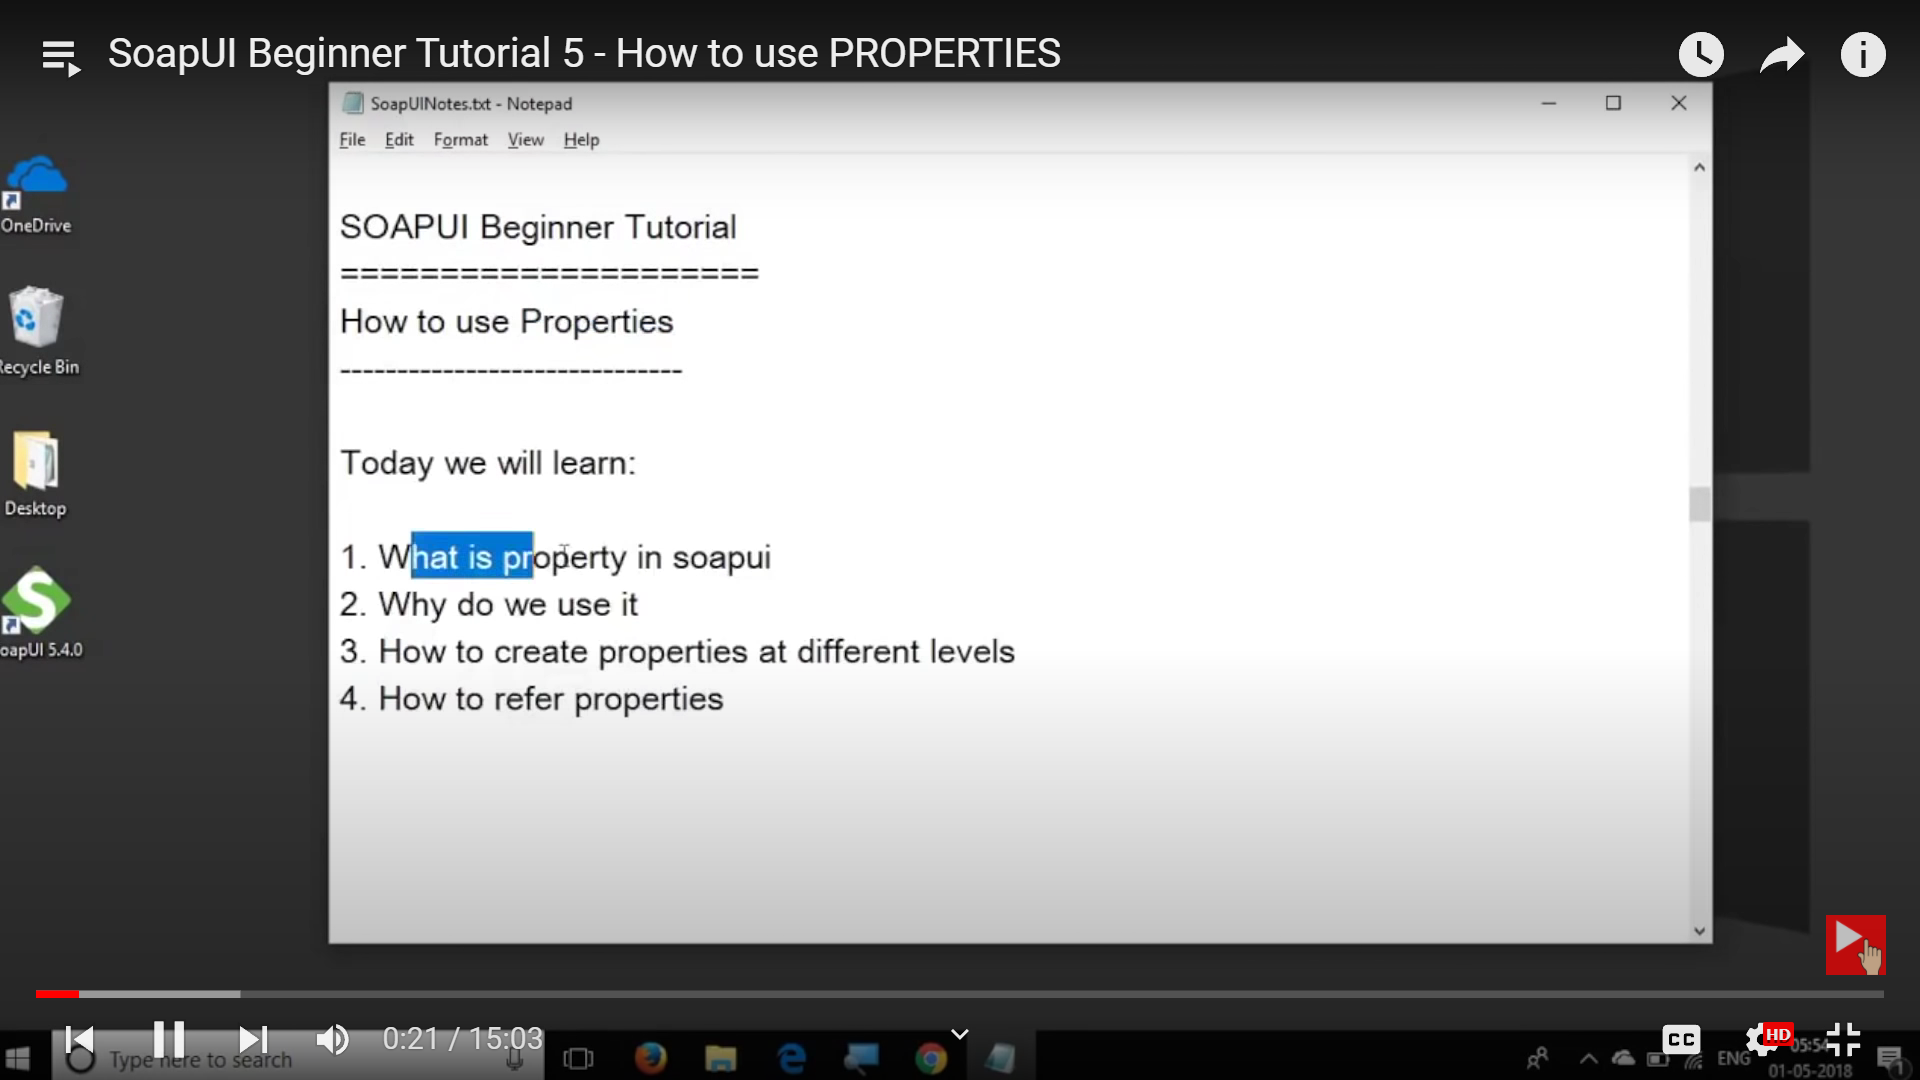 SoapUI Beginner Tutorial 5 - How to use PROPERTIES
SoapUINotes.txt - Notepad
File Edit Format View Help
OneDrive
Recycle Bin
Desktop
oapUI 5.4.0
SOAPUI Beginner Tutorial
=====================
How to use Properties
------------------------------
Today we will learn:
1. What is property in soapui
2. Why do we use it
3. How to create properties at different levels
4. How to refer properties
0:21 / 15:03
CC
HD
Type here to search
ENG
05:54
01-05-2018
1